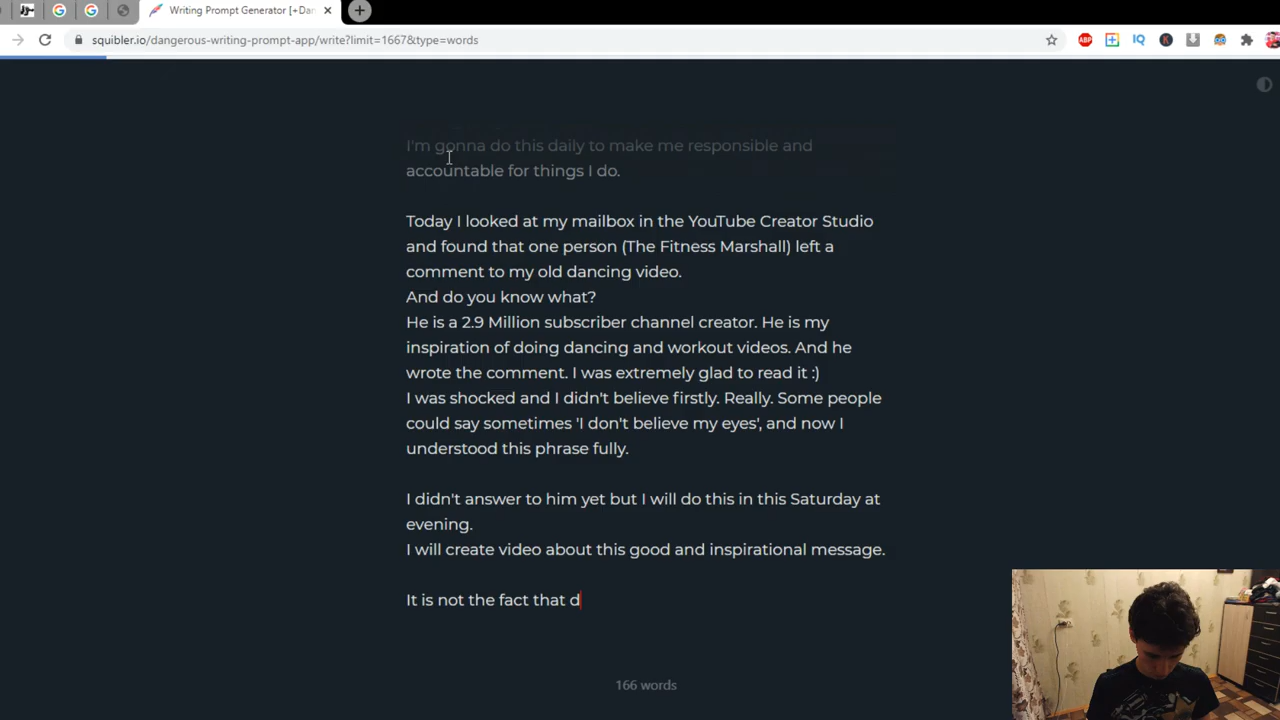 Writing Prompt Generator [+Dan
squibler.io/dangerous-writing-prompt-app/write?limit=1667&type=words
ABP
IQ
K
I'm gonna do this daily to make me responsible and
accountable for things I do.
Today I looked at my mailbox in the YouTube Creator Studio
and found that one person (The Fitness Marshall) left a
comment to my old dancing video.
And do you know what?
He is a 2.9 Million subscriber channel creator. He is my
inspiration of doing dancing and workout videos. And he
wrote the comment. I was extremely glad to read it :)
I was shocked and I didn't believe firstly. Really. Some people
could say sometimes 'I don't believe my eyes', and now I
understood this phrase fully.
I didn't answer to him yet but I will do this in this Saturday at
evening.
I will create video about this good and inspirational message.
It is not the fact that d
166 words